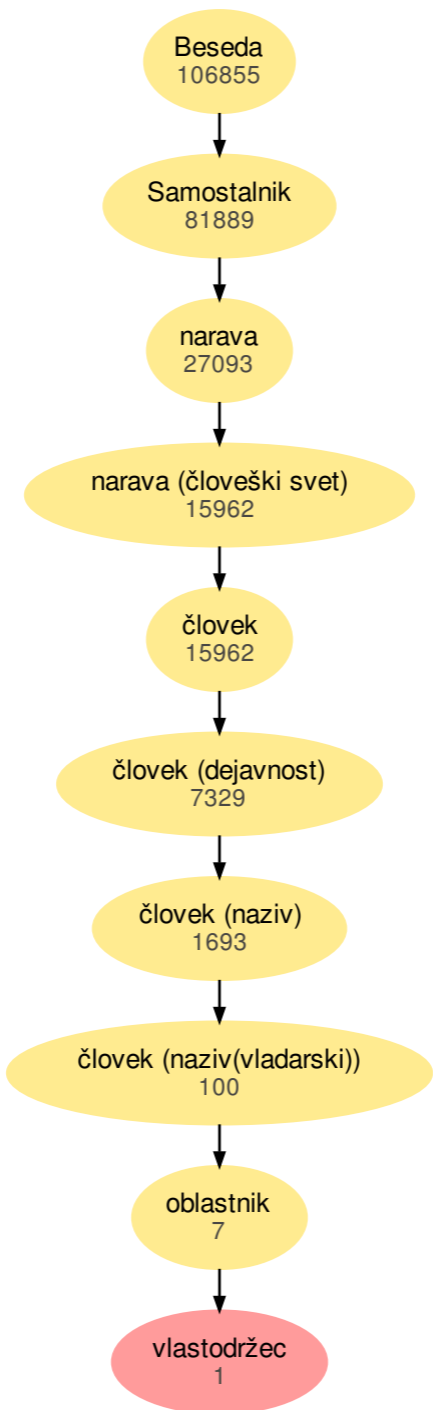 Beseda
106855
Samostalnik
81889
narava
27093
narava (človeški svet)
15962
človek
15962
človek (dejavnost)
7329
človek (naziv)
1693
človek (naziv(vladarski))
100
oblastnik
7
vlastodržec
1